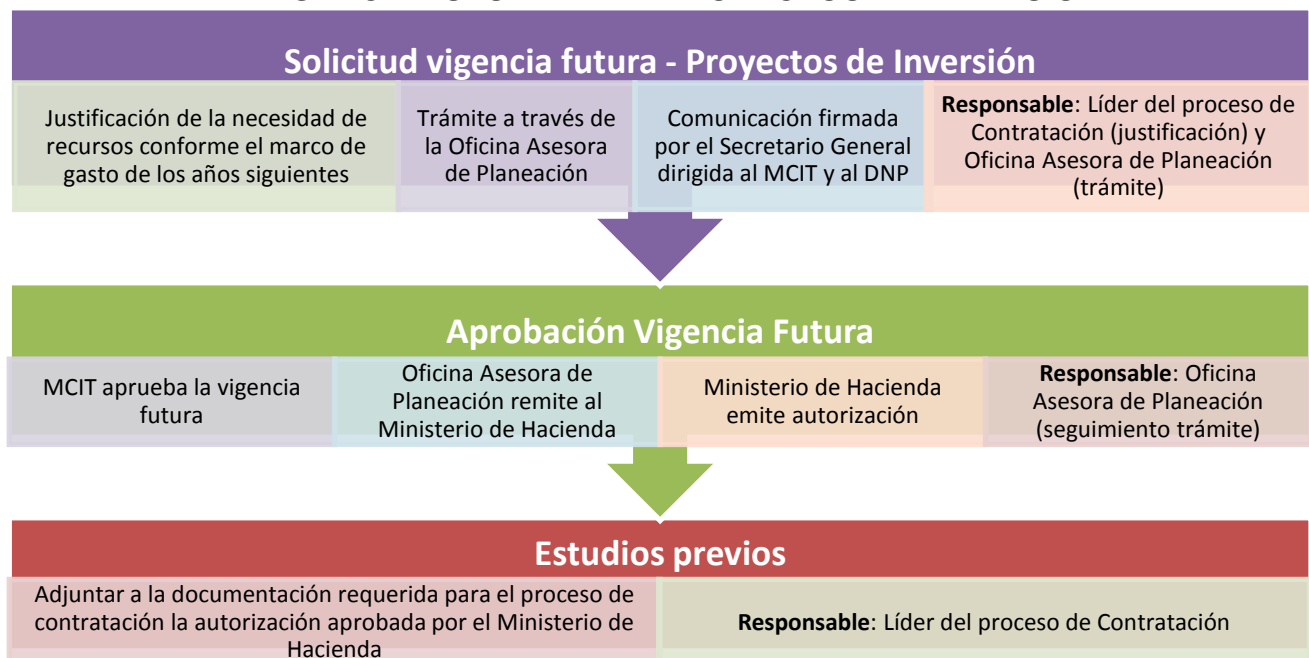 Solicitud vigencia futura - Proyectos de Inversión
Justificación de la necesidad de
recursos conforme el marco de
gasto de los años siguientes
Trámite a través de
la Oficina Asesora
de Planeación
Comunicación firmada
por el Secretario General
dirigida al MCIT y al DNP
Responsable: Líder del proceso de
Contratación (justificación) y
Oficina Asesora de Planeación
(trámite)
Aprobación Vigencia Futura
MCIT aprueba la vigencia
futura
Oficina Asesora de
Planeación remite al
Ministerio de Hacienda
Ministerio de Hacienda
emite autorización
Responsable: Oficina
Asesora de Planeación
(seguimiento trámite)
Estudios previos
Adjuntar a la documentación requerida para el proceso de
contratación la autorización aprobada por el Ministerio de
Hacienda
Responsable: Líder del proceso de Contratación